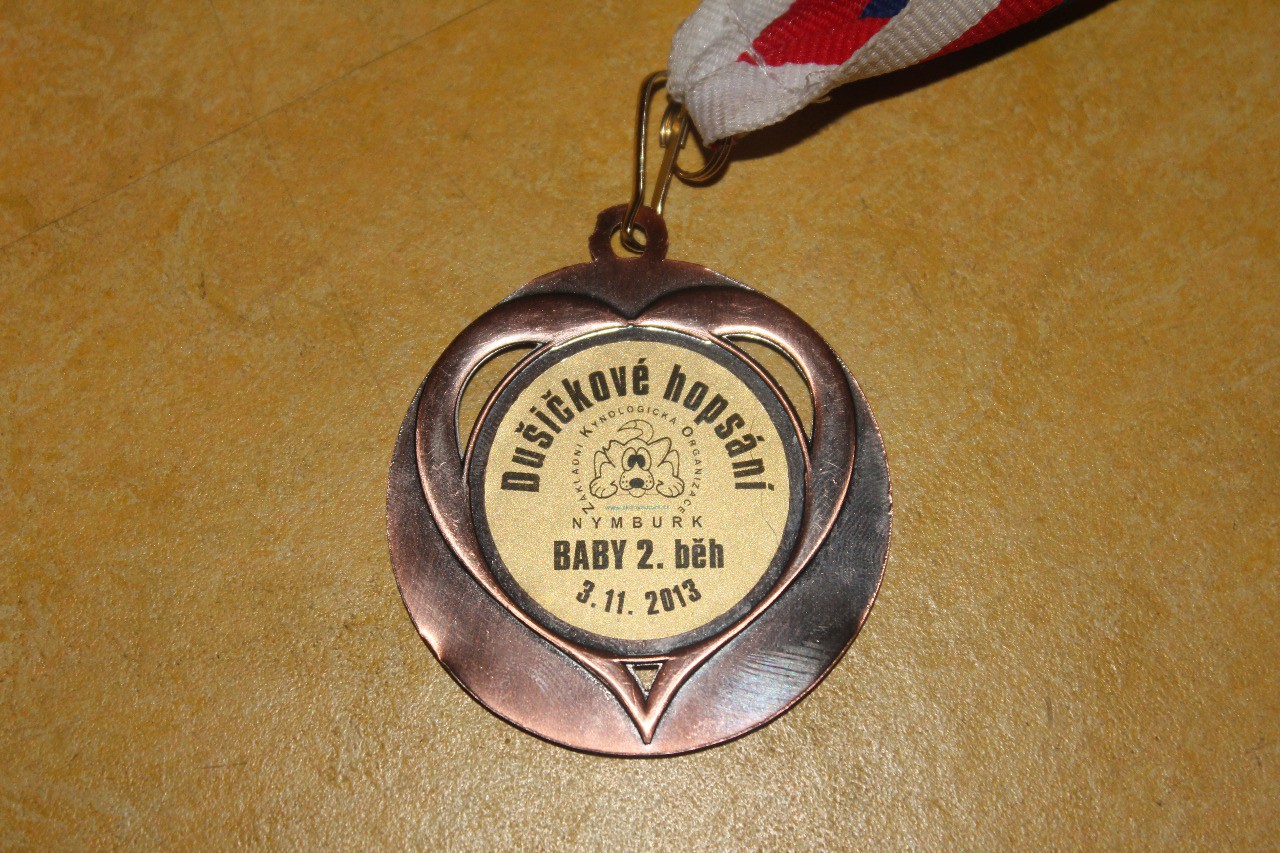 Dušičkové hopsání
ZÁKLADNÍ KYNOLOGICKÁ ORGANIZACE
NYMBURK
BABY 2. běh
3. 11. 2013